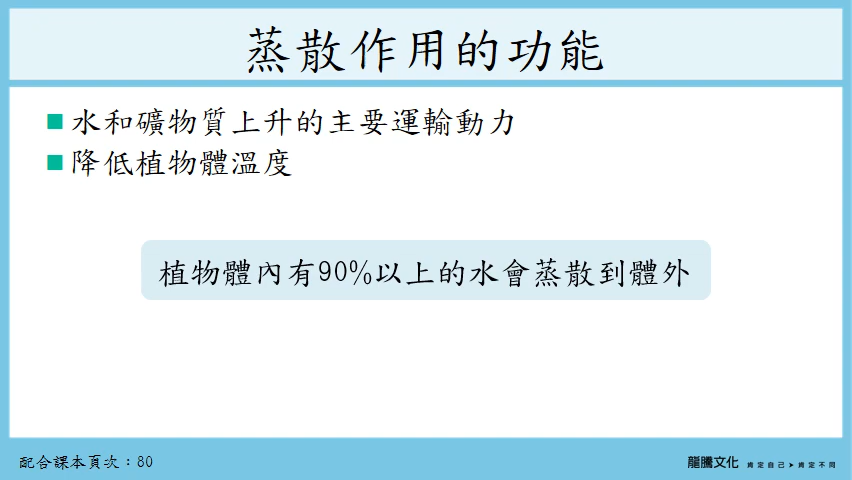 蒸散作用的功能
水和礦物質上升的主要運輸動力
降低植物體溫度
植物體內有90%以上的水會蒸散到體外
配合課本頁次：80
龍騰文化 肯定自己➤肯定不同